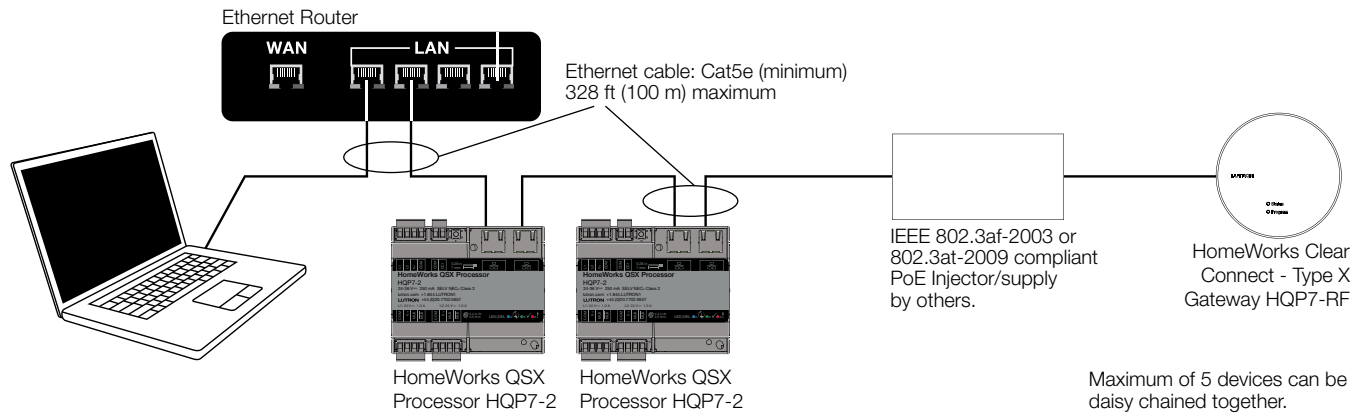 Ethernet Router
WAN
LAN
Ethernet cable: Cat5e (minimum)
328 ft (100 m) maximum
HomeWorks QSX Processor
HQP7-2
LUTRON
HomeWorks QSX
Processor HQP7-2
HomeWorks QSX Processor
HQP7-2
LUTRON
HomeWorks QSX
Processor HQP7-2
IEEE 802.3af-2003 or
802.3at-2009 compliant
PoE Injector/supply
by others.
HomeWorks Clear
Connect - Type X
Gateway HQP7-RF
Maximum of 5 devices can be
daisy chained together.